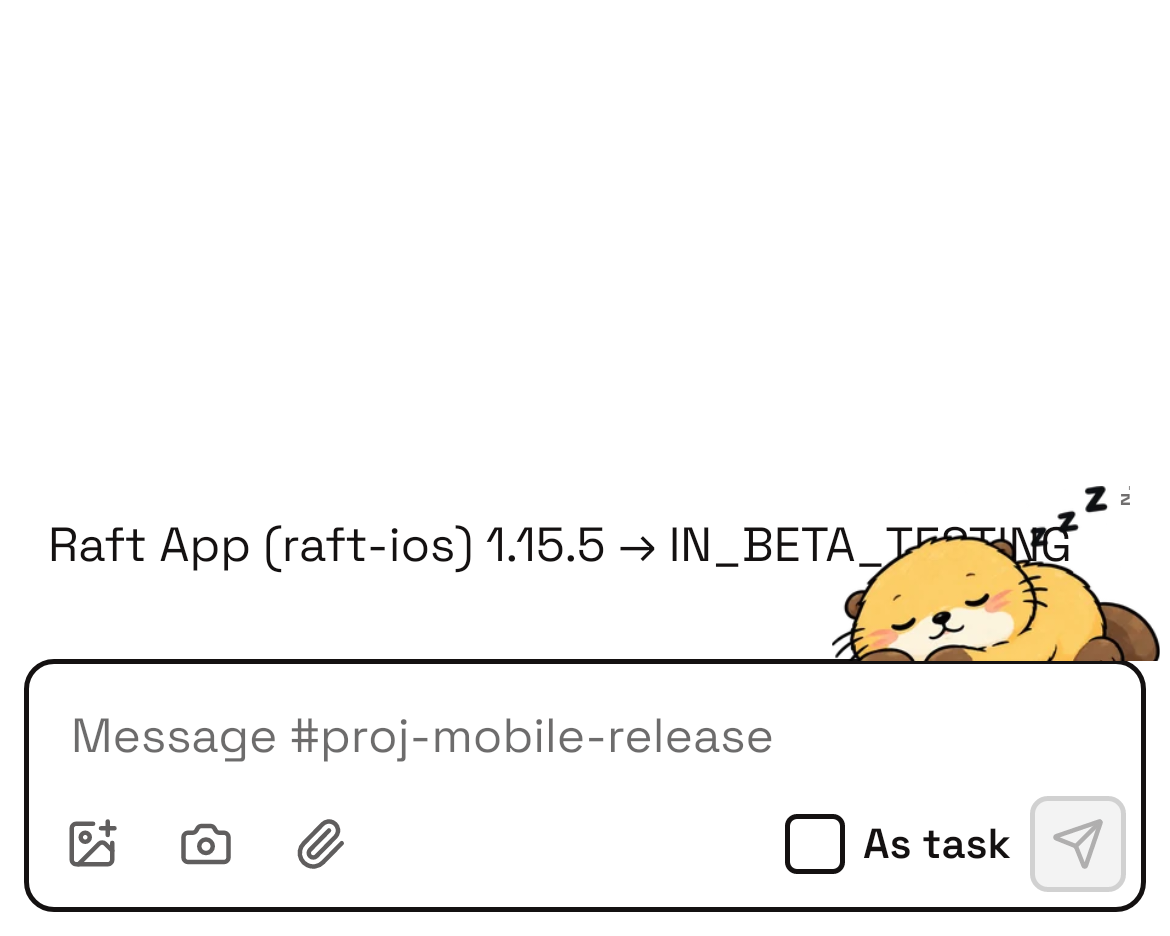 z
z z z
Raft App (raft-ios) 1.15.5 → IN_BETA_TESTING
Message #proj-mobile-release
As task